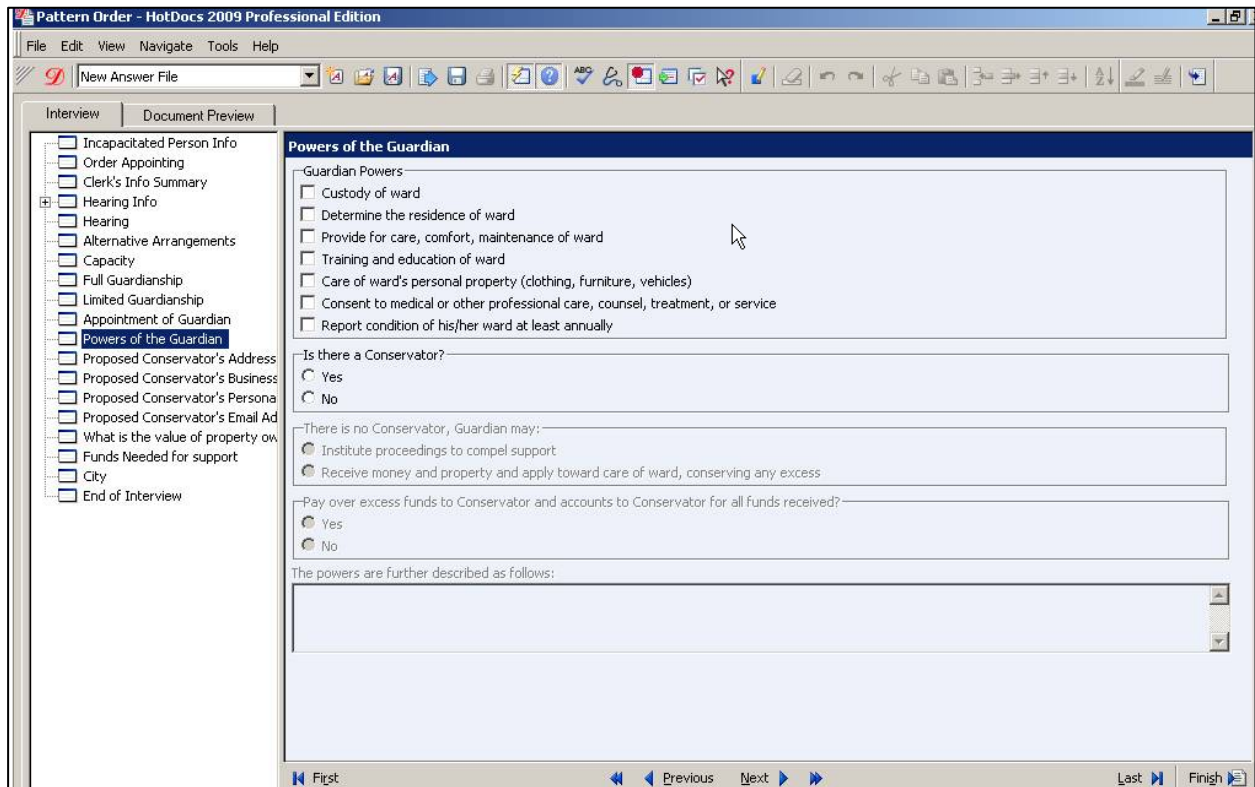 Pattern Order - HotDocs 2009 Professional Edition
File Edit View Navigate Tools Help
New Answer File
Interview
Document Preview
Incapacitated Person Info
Order Appointing
Clerk's Info Summary
Hearing Info
Hearing
Alternative Arrangements
Capacity
Full Guardianship
Limited Guardianship
Appointment of Guardian
Powers of the Guardian
Proposed Conservator's Address
Proposed Conservator's Business
Proposed Conservator's Persona
Proposed Conservator's Email Ad
What is the value of property ow
Funds Needed for support
City
End of Interview
Powers of the Guardian
Guardian Powers
Custody of ward
Determine the residence of ward
Provide for care, comfort, maintenance of ward
Training and education of ward
Care of ward's personal property (clothing, furniture, vehicles)
Consent to medical or other professional care, counsel, treatment, or service
Report condition of his/her ward at least annually
Is there a Conservator?
Yes
No
There is no Conservator, Guardian may:
Institute proceedings to compel support
Receive money and property and apply toward care of ward, conserving any excess
Pay over excess funds to Conservator and accounts to Conservator for all funds received?
Yes
No
The powers are further described as follows:
First Previous Next Last Finish